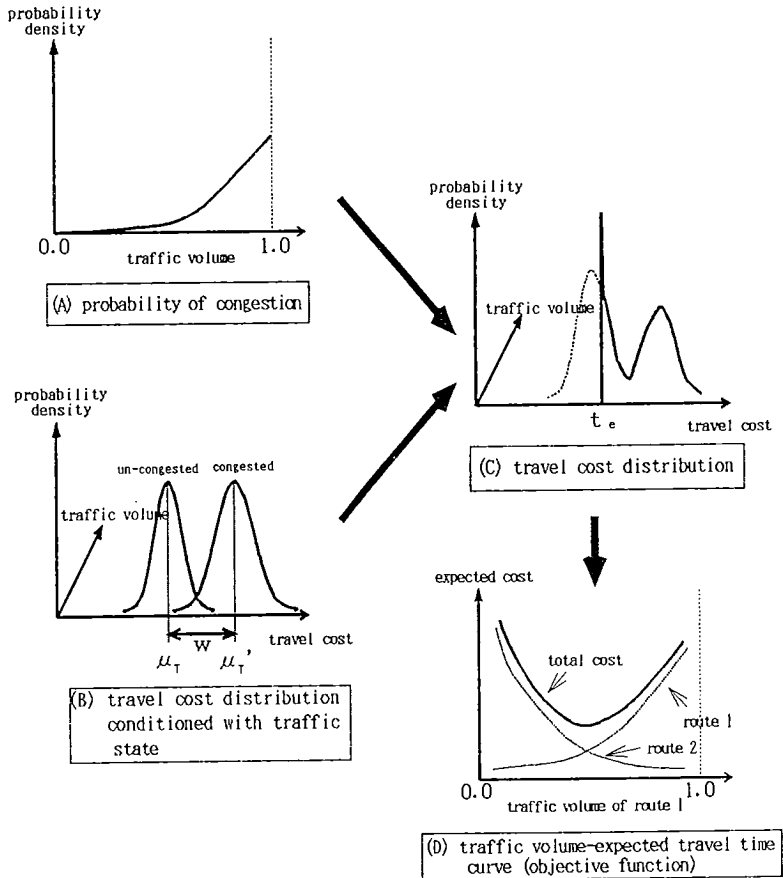 probability
density
0.0
1.0
traffic volume
(A) probability of congestion
probability
density
un-congested
congested
traffic volume
travel cost
W
μT
μT'
(B) travel cost distribution
conditioned with traffic
state
probability
density
traffic volume
te
travel cost
(C) travel cost distribution
expected cost
total cost
route 1
route 2
0.0
1.0
traffic volume of route 1
(D) traffic volume-expected travel time
curve (objective function)